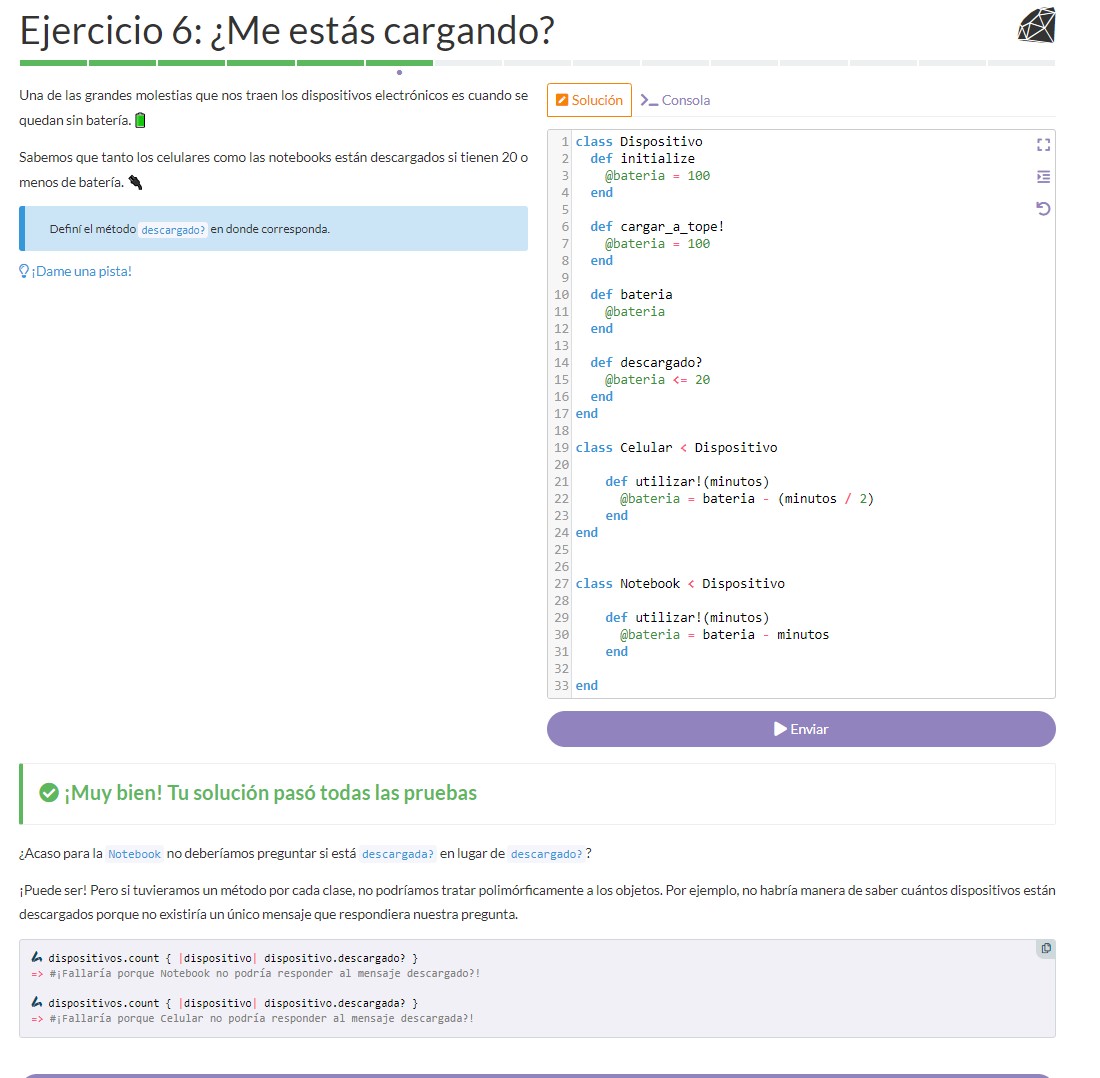 Ejercicio 6: ¿Me estás cargando?
Una de las grandes molestias que nos traen los dispositivos electrónicos es cuando se
quedan sin batería.
Sabemos que tanto los celulares como las notebooks están descargados si tienen 20 o
menos de batería.
Definí el método descargado? en donde corresponda.
¡Dame una pista!
Solución
Consola
1 class Dispositivo
2   def initialize
3     @bateria = 100
4   end
5
6   def cargar_a_tope!
7     @bateria = 100
8   end
9
10   def bateria
11     @bateria
12   end
13
14   def descargado?
15     @bateria <= 20
16   end
17 end
18
19 class Celular < Dispositivo
20
21     def utilizar!(minutos)
22       @bateria = bateria - (minutos / 2)
23     end
24 end
25
26
27 class Notebook < Dispositivo
28
29     def utilizar!(minutos)
30       @bateria = bateria - minutos
31     end
32
33 end
Enviar
¡Muy bien! Tu solución pasó todas las pruebas
¿Acaso para la Notebook no deberíamos preguntar si está descargada? en lugar de descargado? ?
¡Puede ser! Pero si tuvieramos un método por cada clase, no podríamos tratar polimórficamente a los objetos. Por ejemplo, no habría manera de saber cuántos dispositivos están
descargados porque no existiría un único mensaje que respondiera nuestra pregunta.
dispositivos.count { |dispositivo| dispositivo.descargado? }
=> #¡Fallaría porque Notebook no podría responder al mensaje descargado?!
dispositivos.count { |dispositivo| dispositivo.descargada? }
=> #¡Fallaría porque Celular no podría responder al mensaje descargada?!